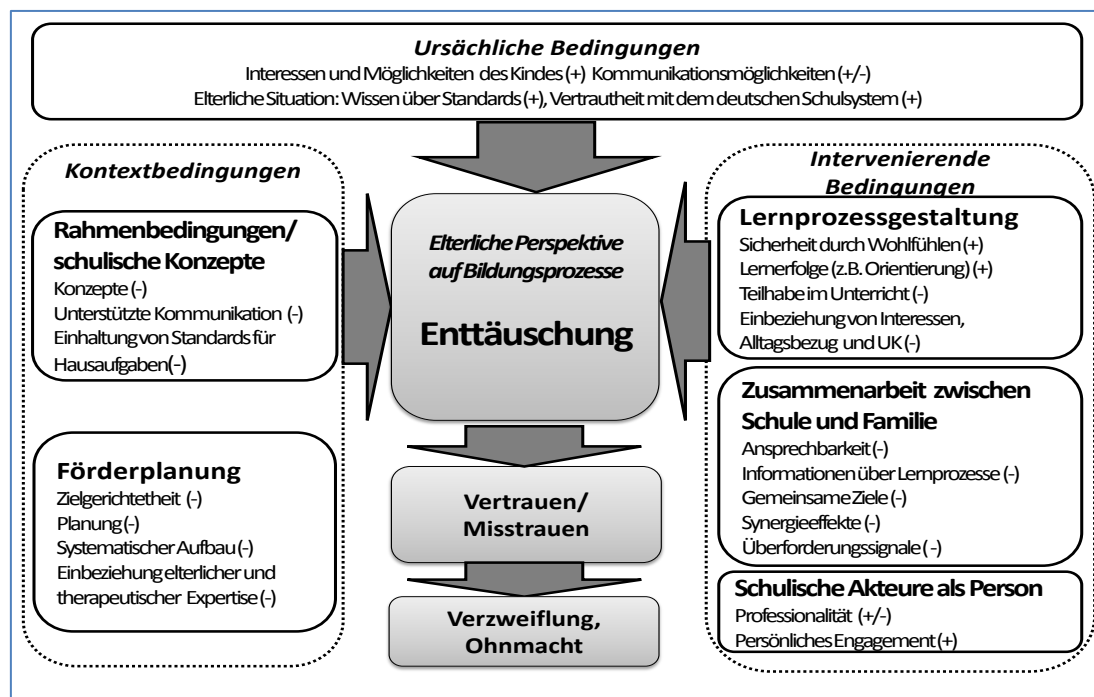 Ursächliche Bedingungen
Interessen und Möglichkeiten des Kindes (+) Kommunikationsmöglichkeiten (+/-)
Elterliche Situation: Wissen über Standards (+), Vertrautheit mit dem deutschen Schulsystem (+)
Kontextbedingungen
Rahmenbedingungen/
schulische Konzepte
Konzepte (-)
Unterstützte Kommunikation (-)
Einhaltung von Standards für
Hausaufgaben(-)
Förderplanung
Zielgerichtetheit (-)
Planung (-)
Systematischer Aufbau (-)
Einbeziehung elterlicher und
therapeutischer Expertise (-)
Elterliche Perspektive
auf Bildungsprozesse
Enttäuschung
Vertrauen/
Misstrauen
Verzweiflung,
Ohnmacht
Intervenierende
Bedingungen
Lernprozessgestaltung
Sicherheit durch Wohlfühlen (+)
Lernerfolge (z.B. Orientierung) (+)
Teilhabe im Unterricht (-)
Einbeziehung von Interessen,
Alltagsbezug und UK (-)
Zusammenarbeit zwischen
Schule und Familie
Ansprechbarkeit (-)
Informationen über Lernprozesse (-)
Gemeinsame Ziele (-)
Synergieeffekte (-)
Überforderungssignale ( -)
Schulische Akteure als Person
Professionalität (+/-)
Persönliches Engagement (+)